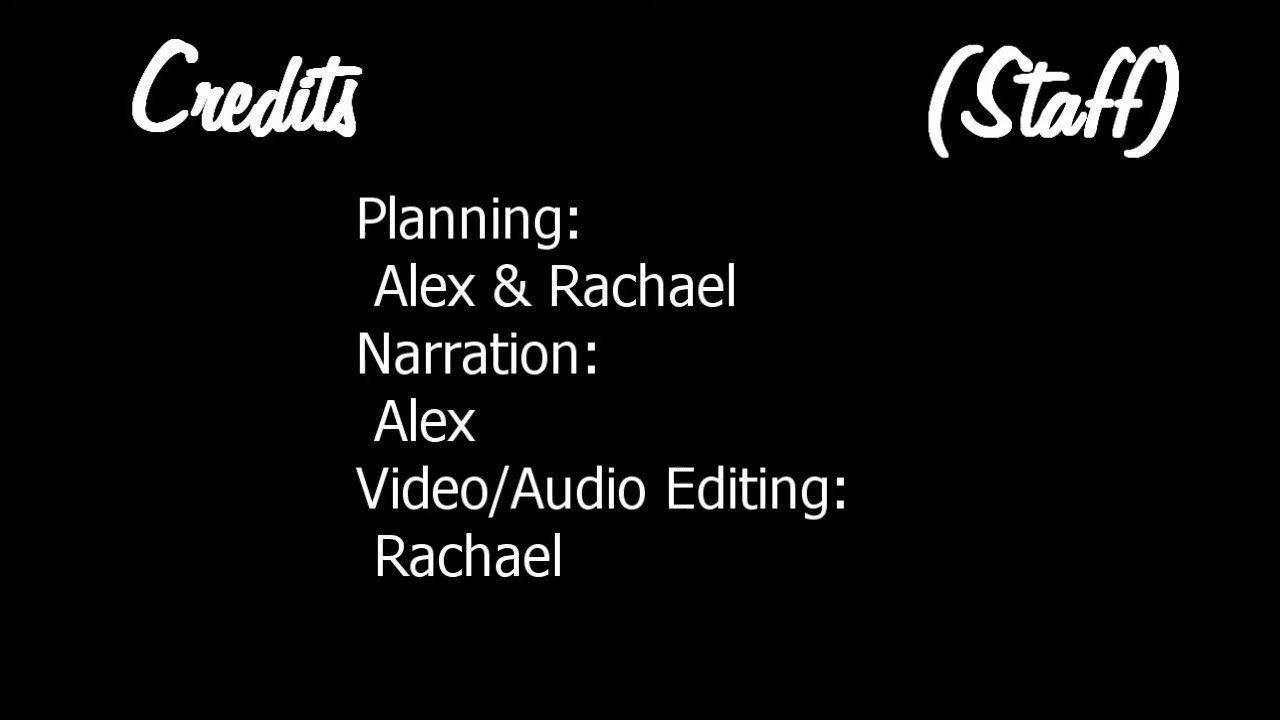 Credits (Staff)
Planning:
Alex & Rachael
Narration:
Alex
Video/Audio Editing:
Rachael